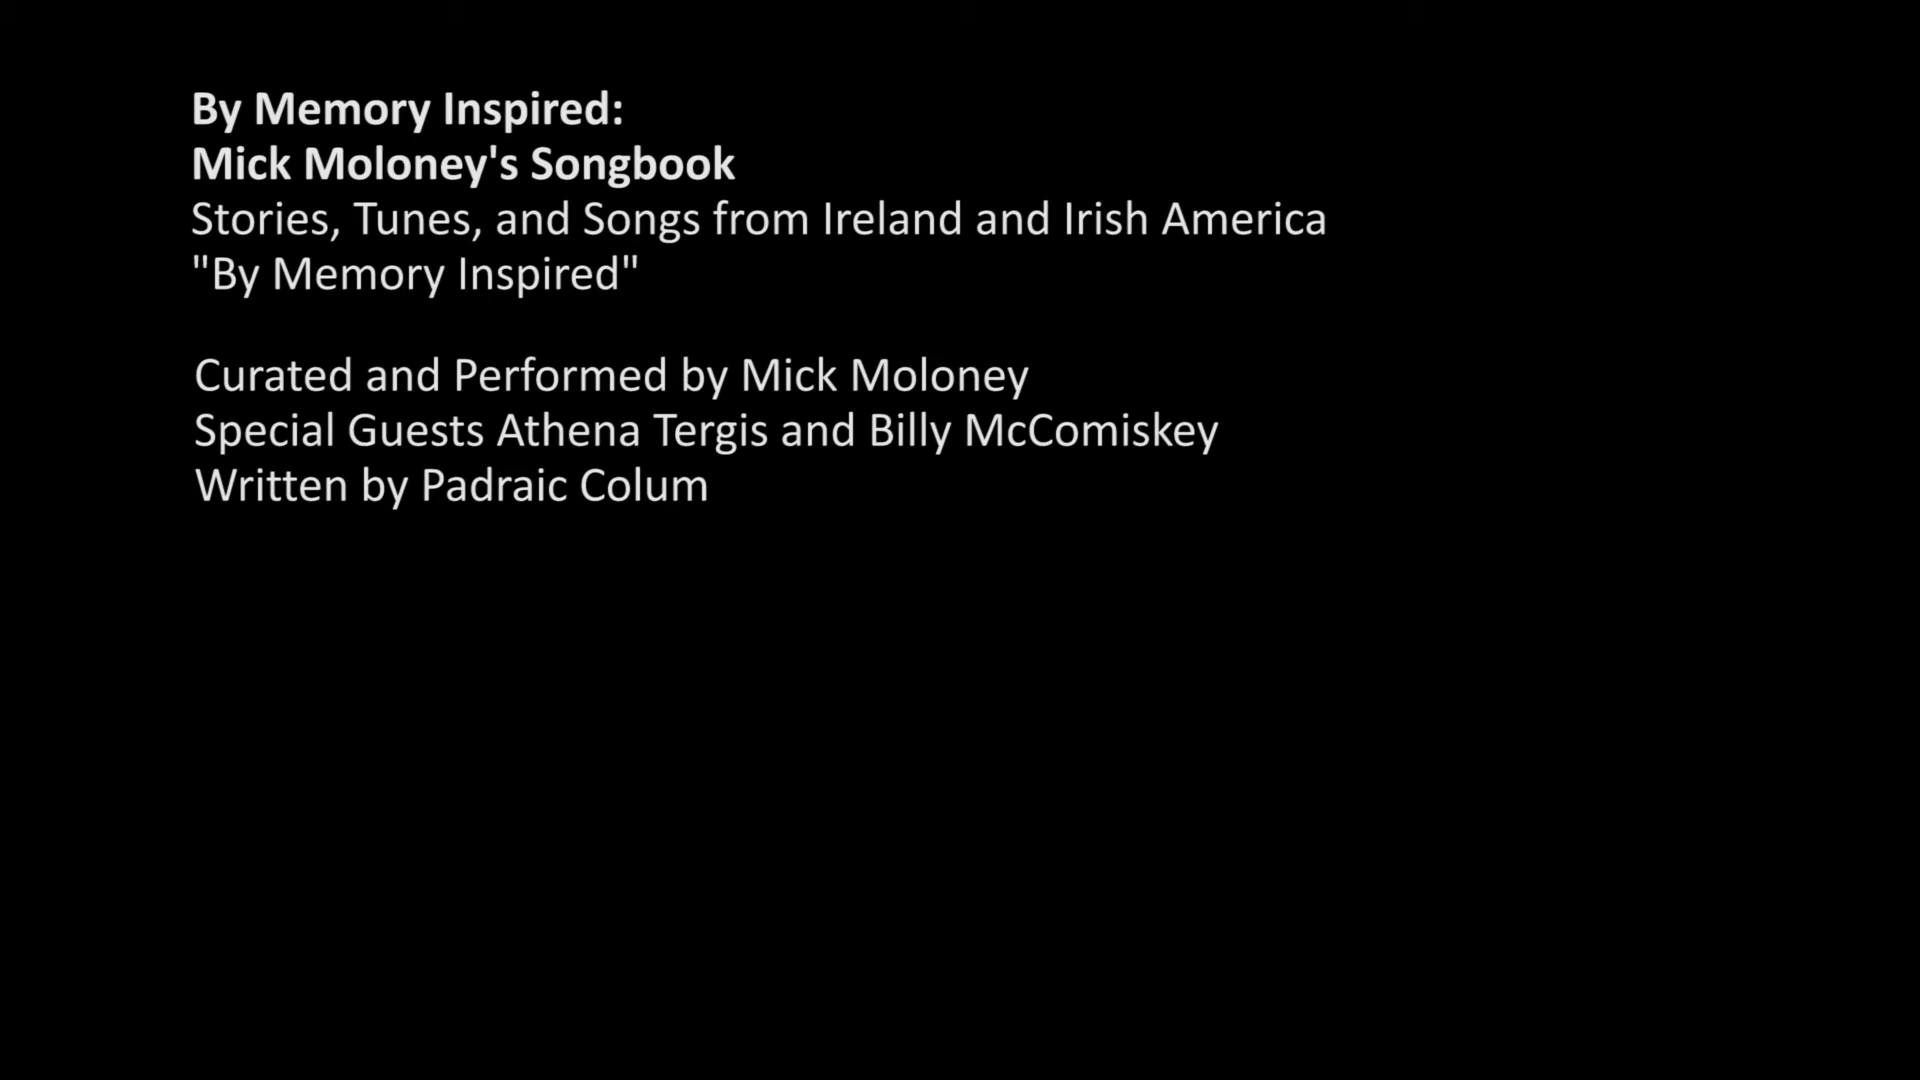 By Memory Inspired:
Mick Moloney's Songbook
Stories, Tunes, and Songs from Ireland and Irish America
"By Memory Inspired"
Curated and Performed by Mick Moloney
Special Guests Athena Tergis and Billy McComiskey
Written by Padraic Colum